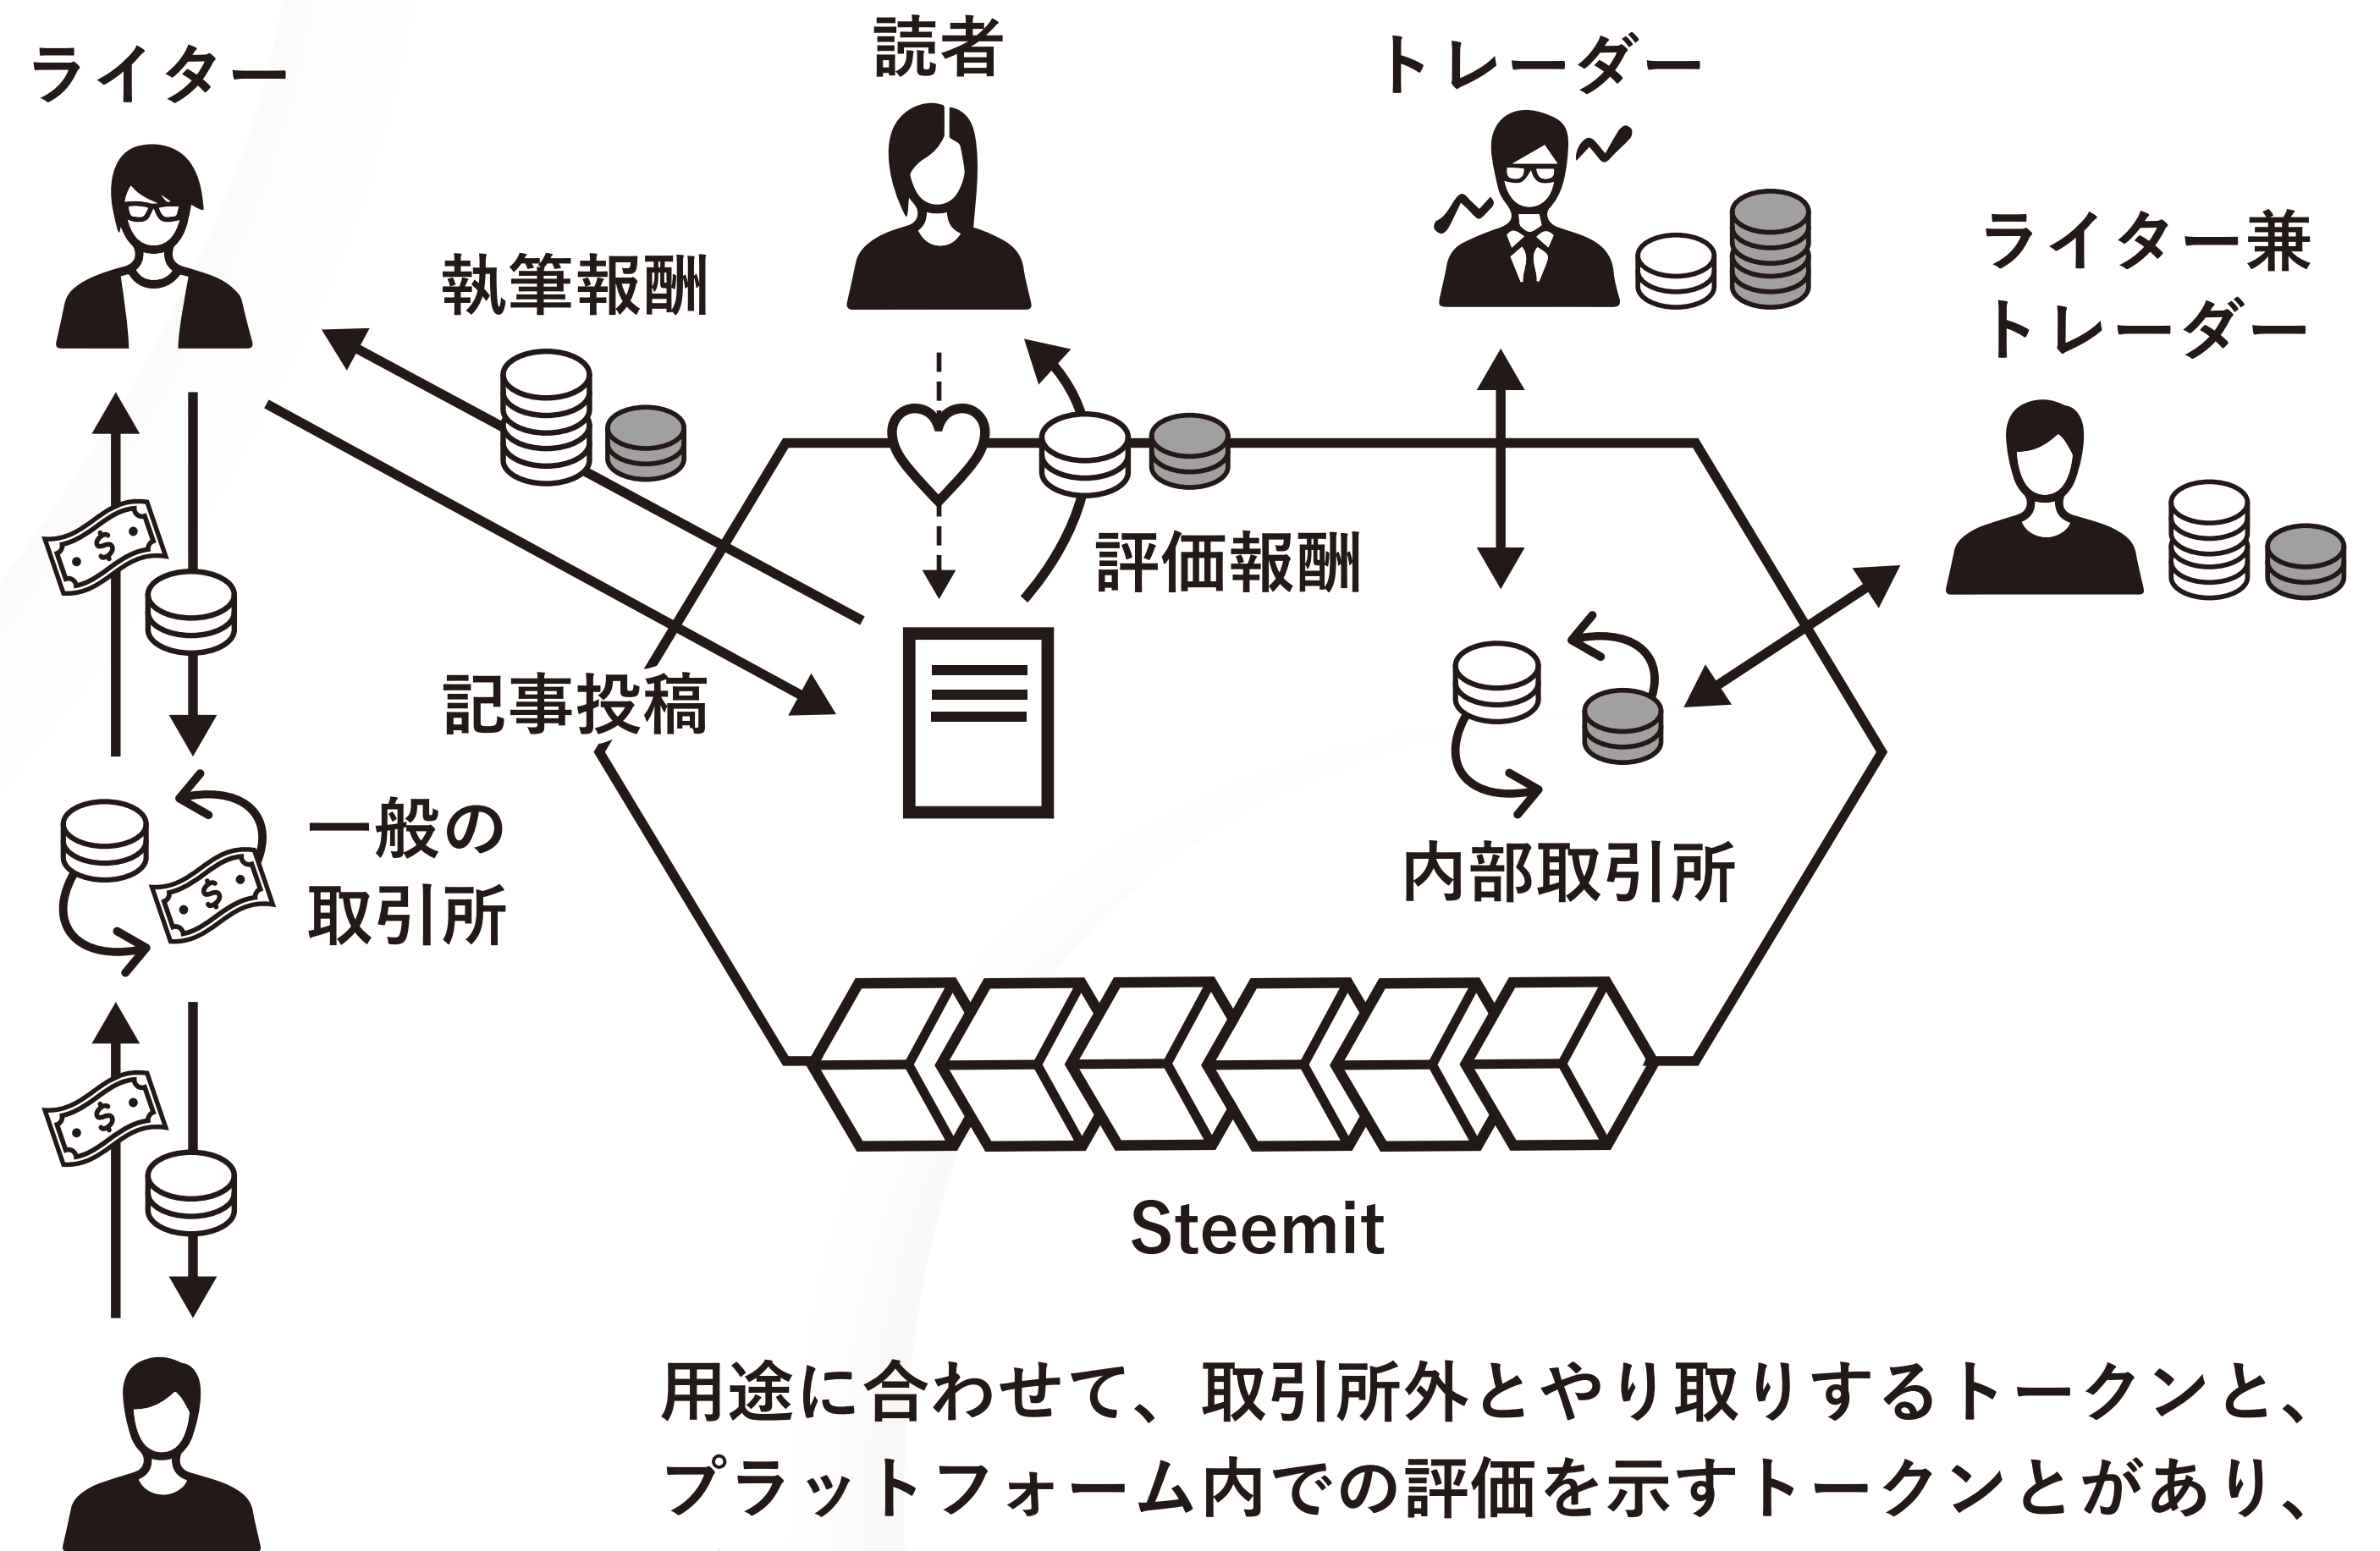 ライター
読者
トレーダー
ライター兼
トレーダー
執筆報酬
評価報酬
記事投稿
一般の
取引所
内部取引所
$
$
$
Steemit
用途に合わせて、取引所外とやり取りするトークンと、
プラットフォーム内での評価を示すトークンとがあり、